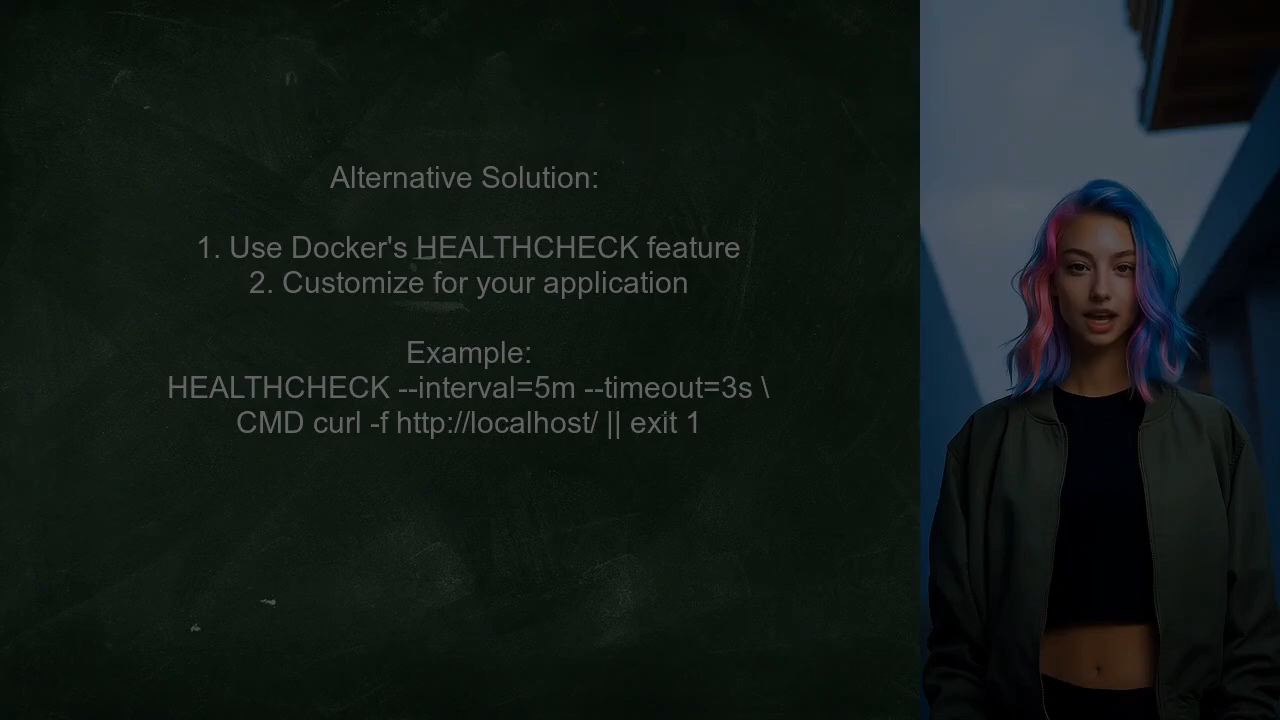 Alternative Solution:
1. Use Docker's HEALTHCHECK feature
2. Customize for your application
Example:
HEALTHCHECK --interval=5m --timeout=3s \
CMD curl -f http://localhost/ || exit 1